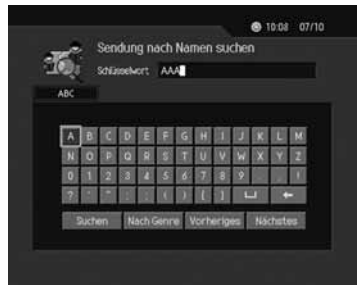 10:08 07/10
Sendung nach Namen suchen
Schlüsselwort AAA
ABC
A B C D E F G H I J K L M
N O P Q R S T U V W X Y Z
0 1 2 3 4 5 6 7 8 9 !
? ( ) [ ]
Suchen Nach Genre Vorheriges Nächstes